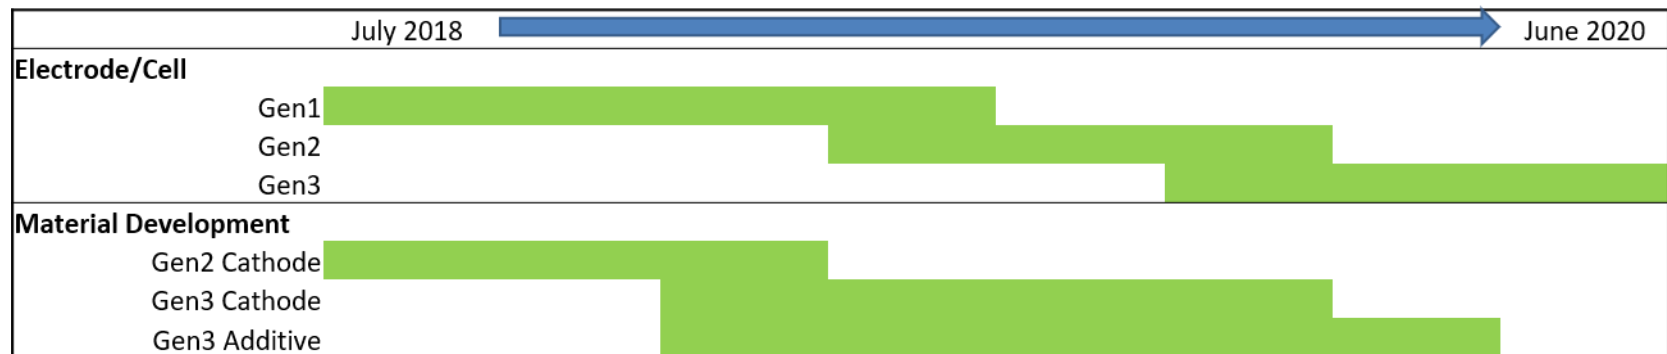 July 2018 June 2020
Electrode/Cell
Gen1
Gen2
Gen3
Material Development
Gen2 Cathode
Gen3 Cathode
Gen3 Additive